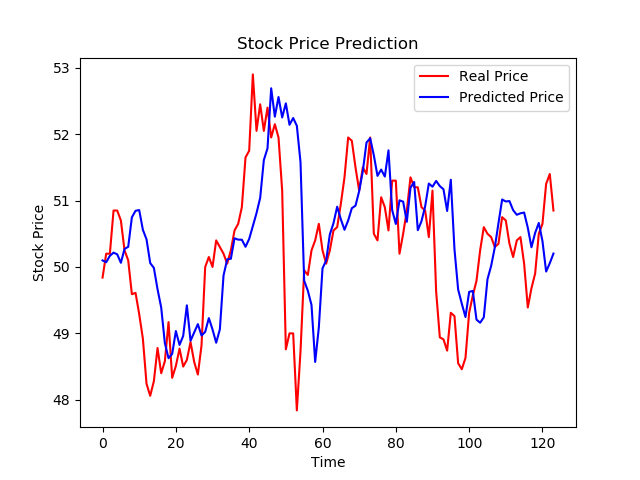 Stock Price Prediction
Real Price
Predicted Price
Stock Price
53
52
51
50
49
48
0 20 40 60 80 100 120
Time